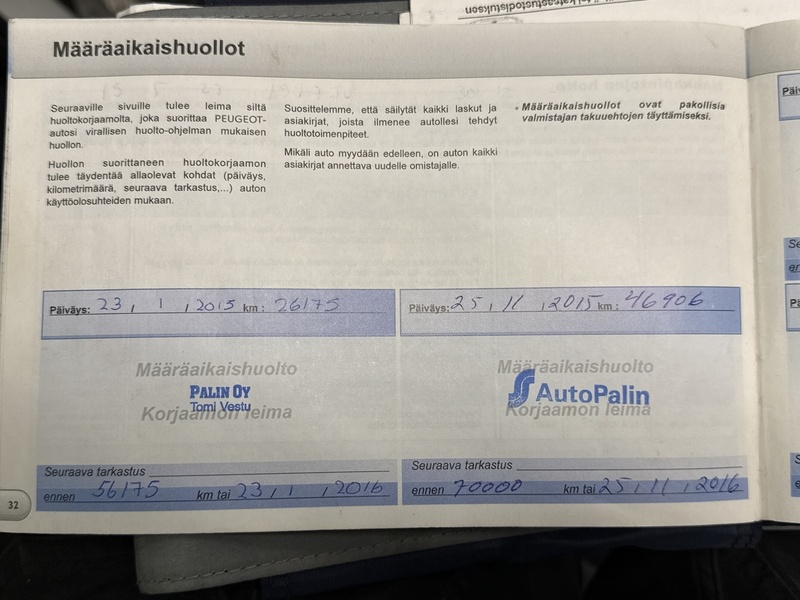 Määräaikaishuollot
Seuraaville sivuille tulee leima siltä
huoltokorjaamolta, joka suorittaa PEUGEOT-
autosi virallisen huolto-ohjelman mukaisen
huollon.
Huollon suorittaneen huoltokorjaamon
tulee täydentää allaolevat kohdat (päiväys,
kilometrimäärä, seuraava tarkastus,...) auton
käyttöolosuhteiden mukaan.
Suosittelemme, että säilytät kaikki laskut ja
asiakirjat, joista ilmenee autollesi tehdyt
huoltotoimenpiteet.
Mikäli auto myydään edelleen, on auton kaikki
asiakirjat annettava uudelle omistajalle.
• Määräaikaishuollot ovat pakollisia
valmistajan takuuehtojen täyttämiseksi.
Päiväys: 23 , 1 , 2015 km : 26175
Määräaikaishuolto
PALIN OY
Tomi Vestu
Korjaamon leima
Seuraava tarkastus
ennen 56175 km tai 23 , 1 , 2016
Päiväys: 25 , 11 , 2015 km : 46906
Määräaikaishuolto
AutoPalin
Korjaamon leima
Seuraava tarkastus
ennen 70000 km tai 25 , 11 , 2016
32